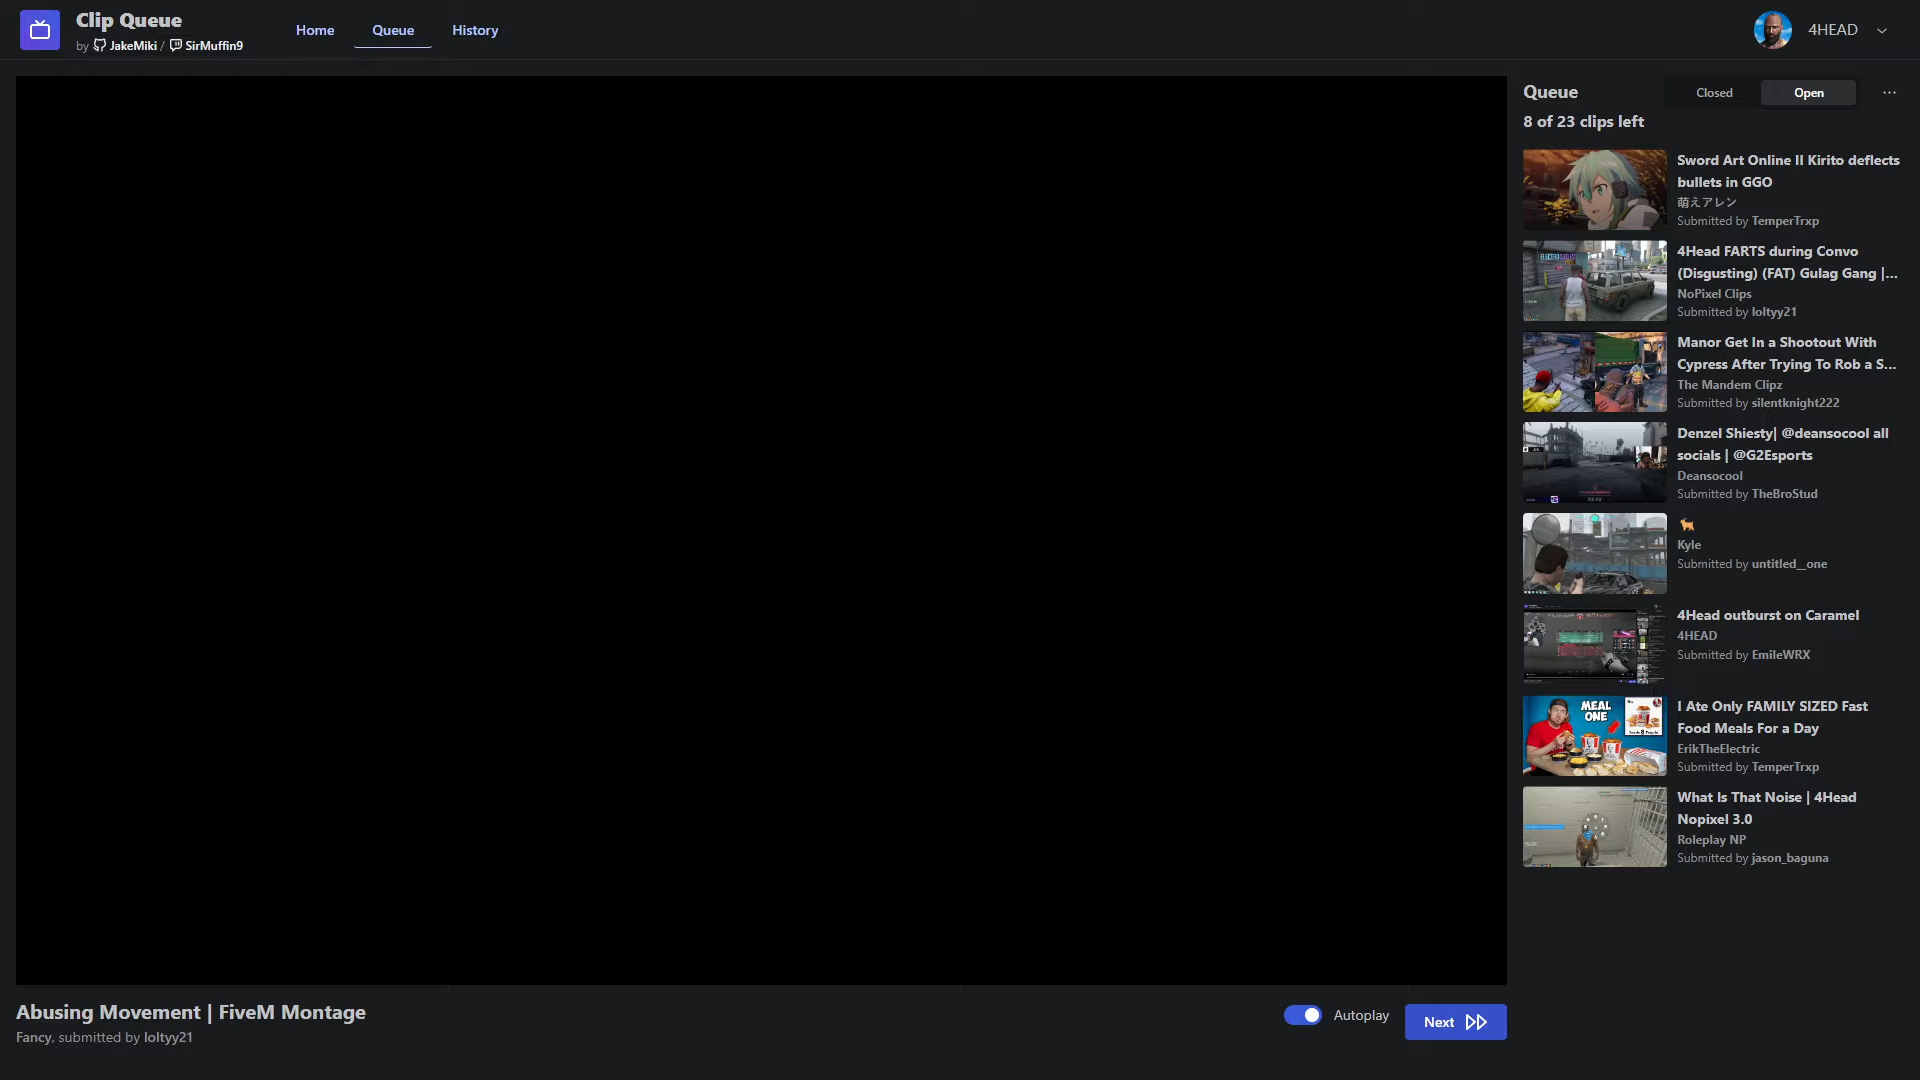 Clip Queue
by JakeMiki / SirMuffin9
Home
Queue
History
4HEAD
Queue
Closed
Open
8 of 23 clips left
Sword Art Online II Kirito deflects
bullets in GGO
萌えアレン
Submitted by TemperTrxp
4Head FARTS during Convo
(Disgusting) (FAT) Gulag Gang |...
NoPixel Clips
Submitted by loltyy21
Manor Get In a Shootout With
Cypress After Trying To Rob a S...
The Mandem Clipz
Submitted by silentknight222
Denzel Shiesty| @deansocool all
socials | @G2Esports
Deansocool
Submitted by TheBroStud
Kyle
Submitted by untitled__one
4Head outburst on Caramel
4HEAD
Submitted by EmileWRX
MEAL
ONE
I Ate Only FAMILY SIZED Fast
Food Meals For a Day
ErikTheElectric
Submitted by TemperTrxp
What Is That Noise | 4Head
Nopixel 3.0
Roleplay NP
Submitted by jason_baguna
Abusing Movement | FiveM Montage
Fancy, submitted by loltyy21
Autoplay
Next